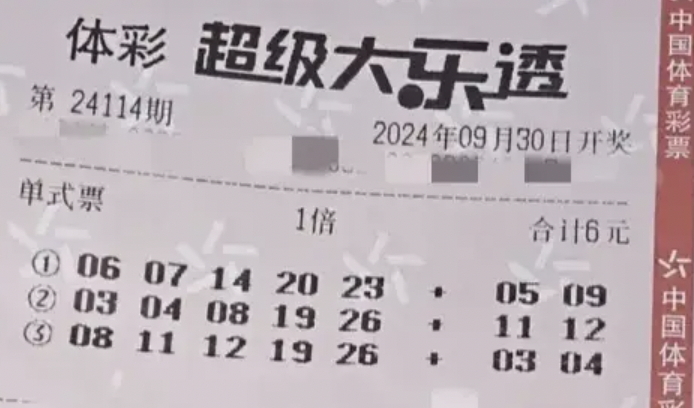 体彩 超级大乐透
第 24114期
2024年09月30日开奖
单式票 1倍 合计6元
① 06 07 14 20 23 + 05 09
② 03 04 08 19 26 + 11 12
③ 08 11 12 19 26 + 03 04
中国体育彩票
中国体育彩